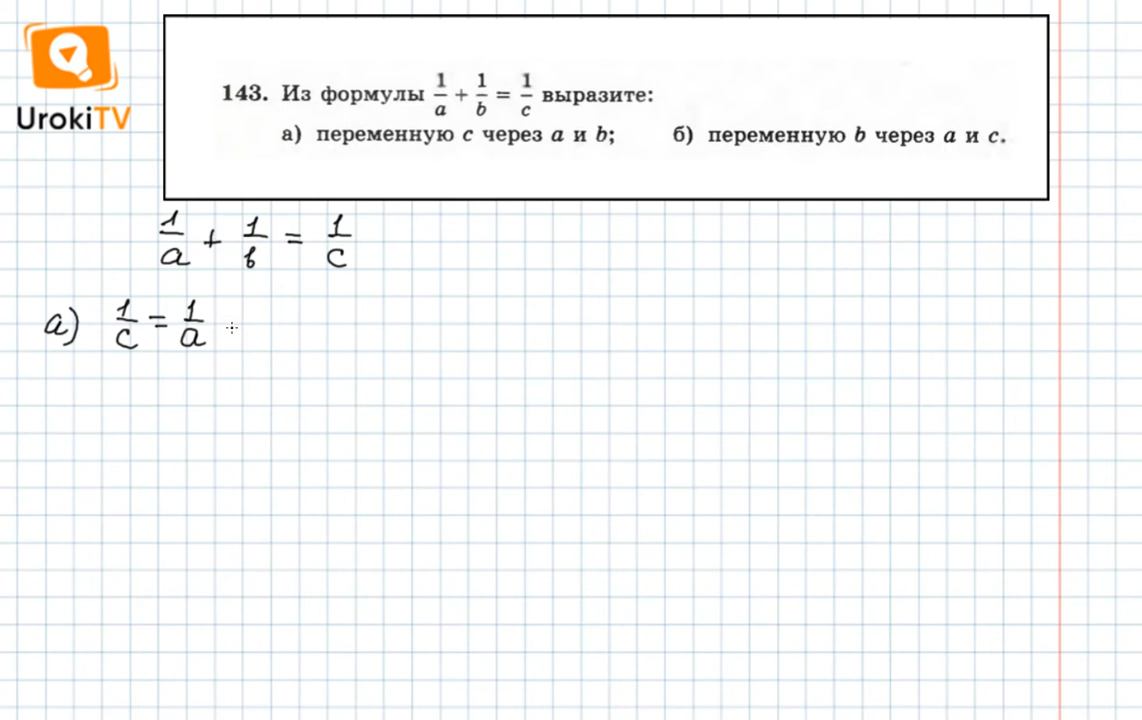 UrokiTV
143. Из формулы 1/a + 1/b = 1/c выразите:
а) переменную c через a и b; б) переменную b через a и c.
1/a + 1/b = 1/c
а) 1/c = 1/a